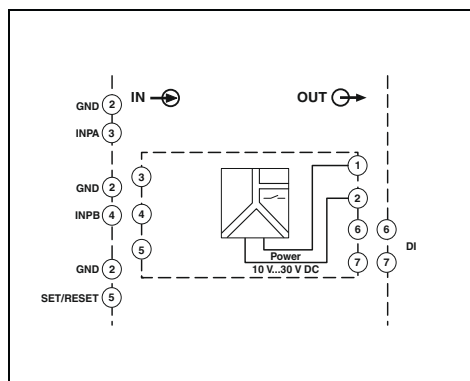 IN
OUT
GND 2
INPA 3
GND 2
INPB 4
GND 2
SET/RESET 5
3
4
5
1
2
6
7
Power
10 V...30 V DC
6
7
DI